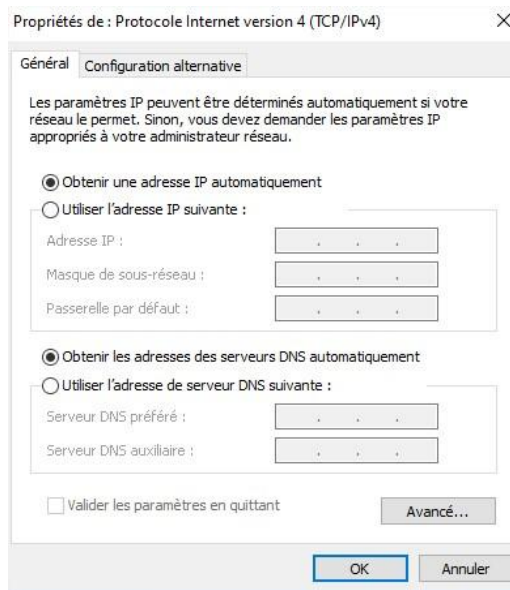 Propriétés de : Protocole Internet version 4 (TCP/IPv4)
Général
Configuration alternative
Les paramètres IP peuvent être déterminés automatiquement si votre
réseau le permet. Sinon, vous devez demander les paramètres IP
appropriés à votre administrateur réseau.
Obtenir une adresse IP automatiquement
Utiliser l’adresse IP suivante :
Adresse IP :
Masque de sous-réseau :
Passerelle par défaut :
Obtenir les adresses des serveurs DNS automatiquement
Utiliser l’adresse de serveur DNS suivante :
Serveur DNS préféré :
Serveur DNS auxiliaire :
Valider les paramètres en quittant
Avancé...
OK
Annuler